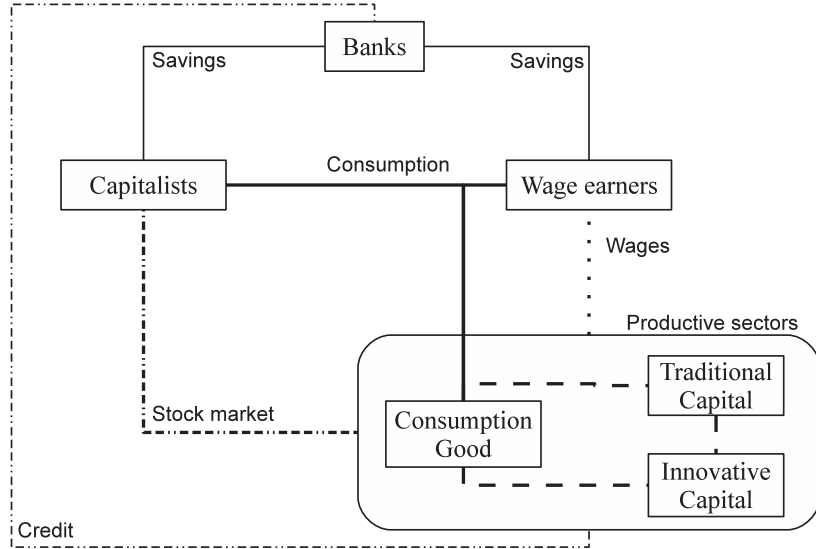 Banks
Savings
Savings
Consumption
Capitalists
Wage earners
Wages
Productive sectors
Traditional
Capital
Stock market
Consumption
Good
Innovative
Capital
Credit